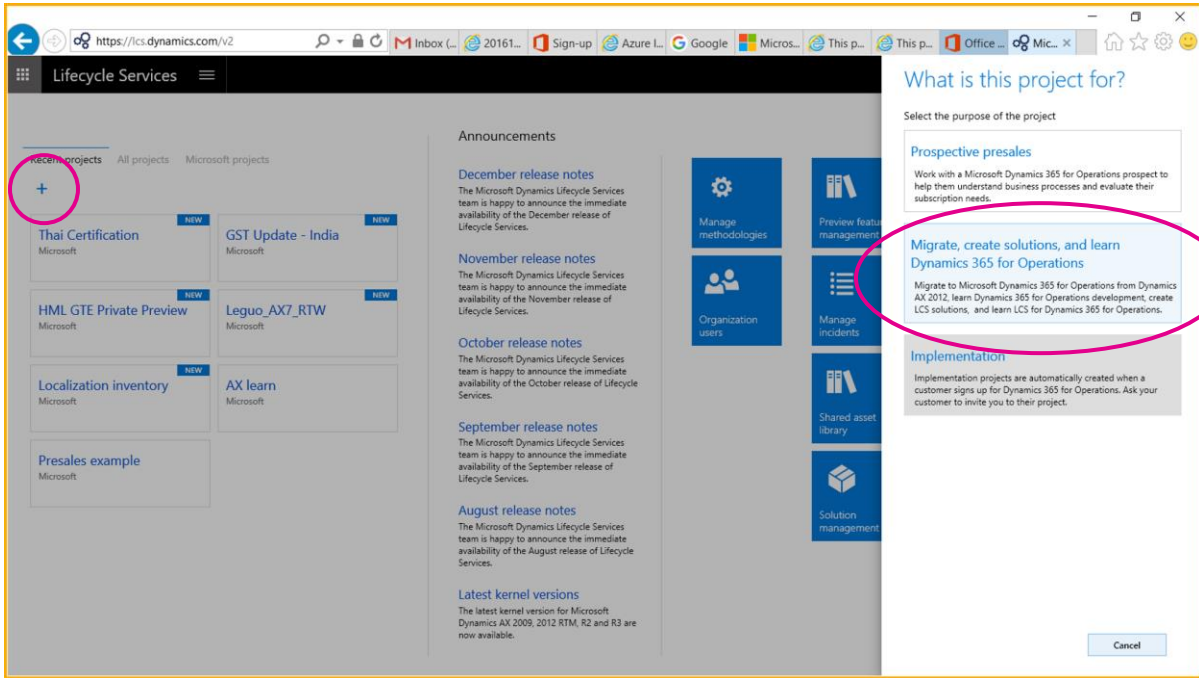 https://lcs.dynamics.com/v2
Inbox (...
20161...
Sign-up
Azure I...
Google
Micros...
This p...
This p...
Office ...
Mic...
Lifecycle Services
Recent projects
All projects
Microsoft projects
+
NEW
Thai Certification
Microsoft
NEW
GST Update - India
Microsoft
NEW
HML GTE Private Preview
Microsoft
NEW
Leguo_AX7_RTW
Microsoft
NEW
Localization inventory
Microsoft
AX learn
Microsoft
Presales example
Microsoft
Announcements
December release notes
The Microsoft Dynamics Lifecycle Services
team is happy to announce the immediate
availability of the December release of
Lifecycle Services.
November release notes
The Microsoft Dynamics Lifecycle Services
team is happy to announce the immediate
availability of the November release of
Lifecycle Services.
October release notes
The Microsoft Dynamics Lifecycle Services
team is happy to announce the immediate
availability of the October release of Lifecycle
Services.
September release notes
The Microsoft Dynamics Lifecycle Services
team is happy to announce the immediate
availability of the September release of
Lifecycle Services.
August release notes
The Microsoft Dynamics Lifecycle Services
team is happy to announce the immediate
availability of the August release of Lifecycle
Services.
Latest kernel versions
The latest kernel version for Microsoft
Dynamics AX 2009, 2012 RTM, R2 and R3 are
now available.
Manage
methodologies
Preview featu
management
Organization
users
Manage
incidents
Shared asset
library
Solution
management
What is this project for?
Select the purpose of the project
Prospective presales
Work with a Microsoft Dynamics 365 for Operations prospect to
help them understand business processes and evaluate their
subscription needs.
Migrate, create solutions, and learn
Dynamics 365 for Operations
Migrate to Microsoft Dynamics 365 for Operations from Dynamics
AX 2012, learn Dynamics 365 for Operations development, create
LCS solutions, and learn LCS for Dynamics 365 for Operations.
Implementation
Implementation projects are automatically created when a
customer signs up for Dynamics 365 for Operations. Ask your
customer to invite you to their project.
Cancel